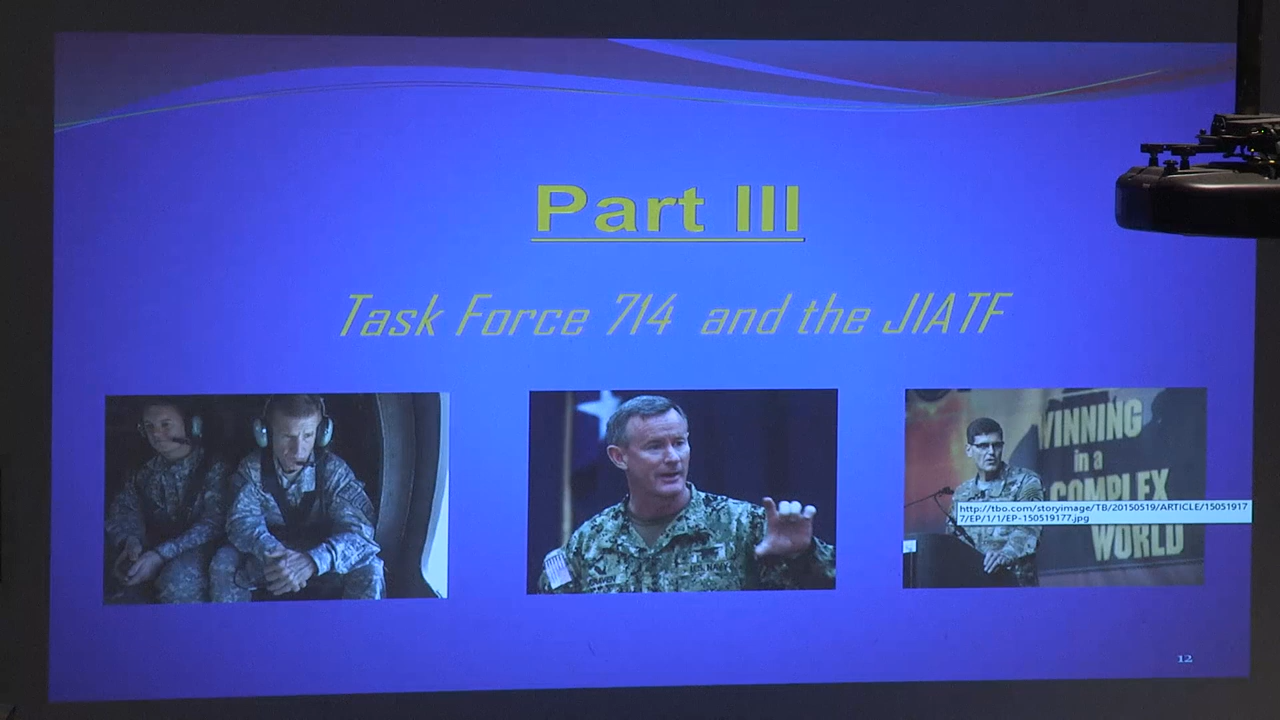 Part III
Task Force 714 and the JIATF
WINNING
in a
COMPLEX
WORLD
http://tbo.com/storyimage/TB/20150519/ARTICLE/15051917
7/EP/1/1/EP-150519177.jpg
U.S. NAVY
12